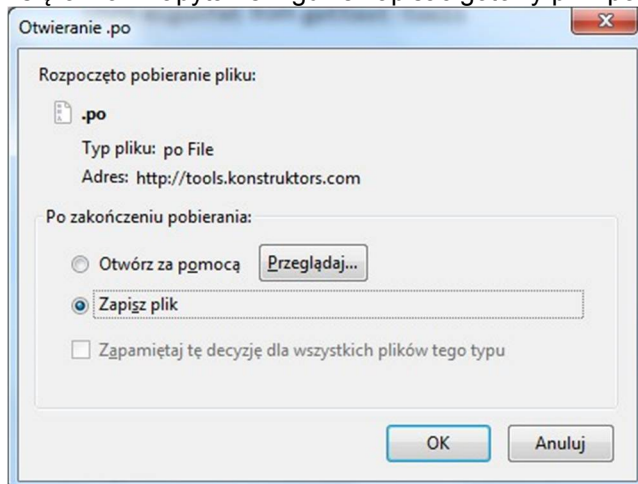 Otwieranie .po
Rozpoczęto pobieranie pliku:
.po
Typ pliku: po File
Adres: http://tools.konstruktors.com
Po zakończeniu pobierania:
Otwórz za pomocą Przeglądaj...
Zapisz plik
Zapamiętaj tę decyzję dla wszystkich plików tego typu
OK Anuluj